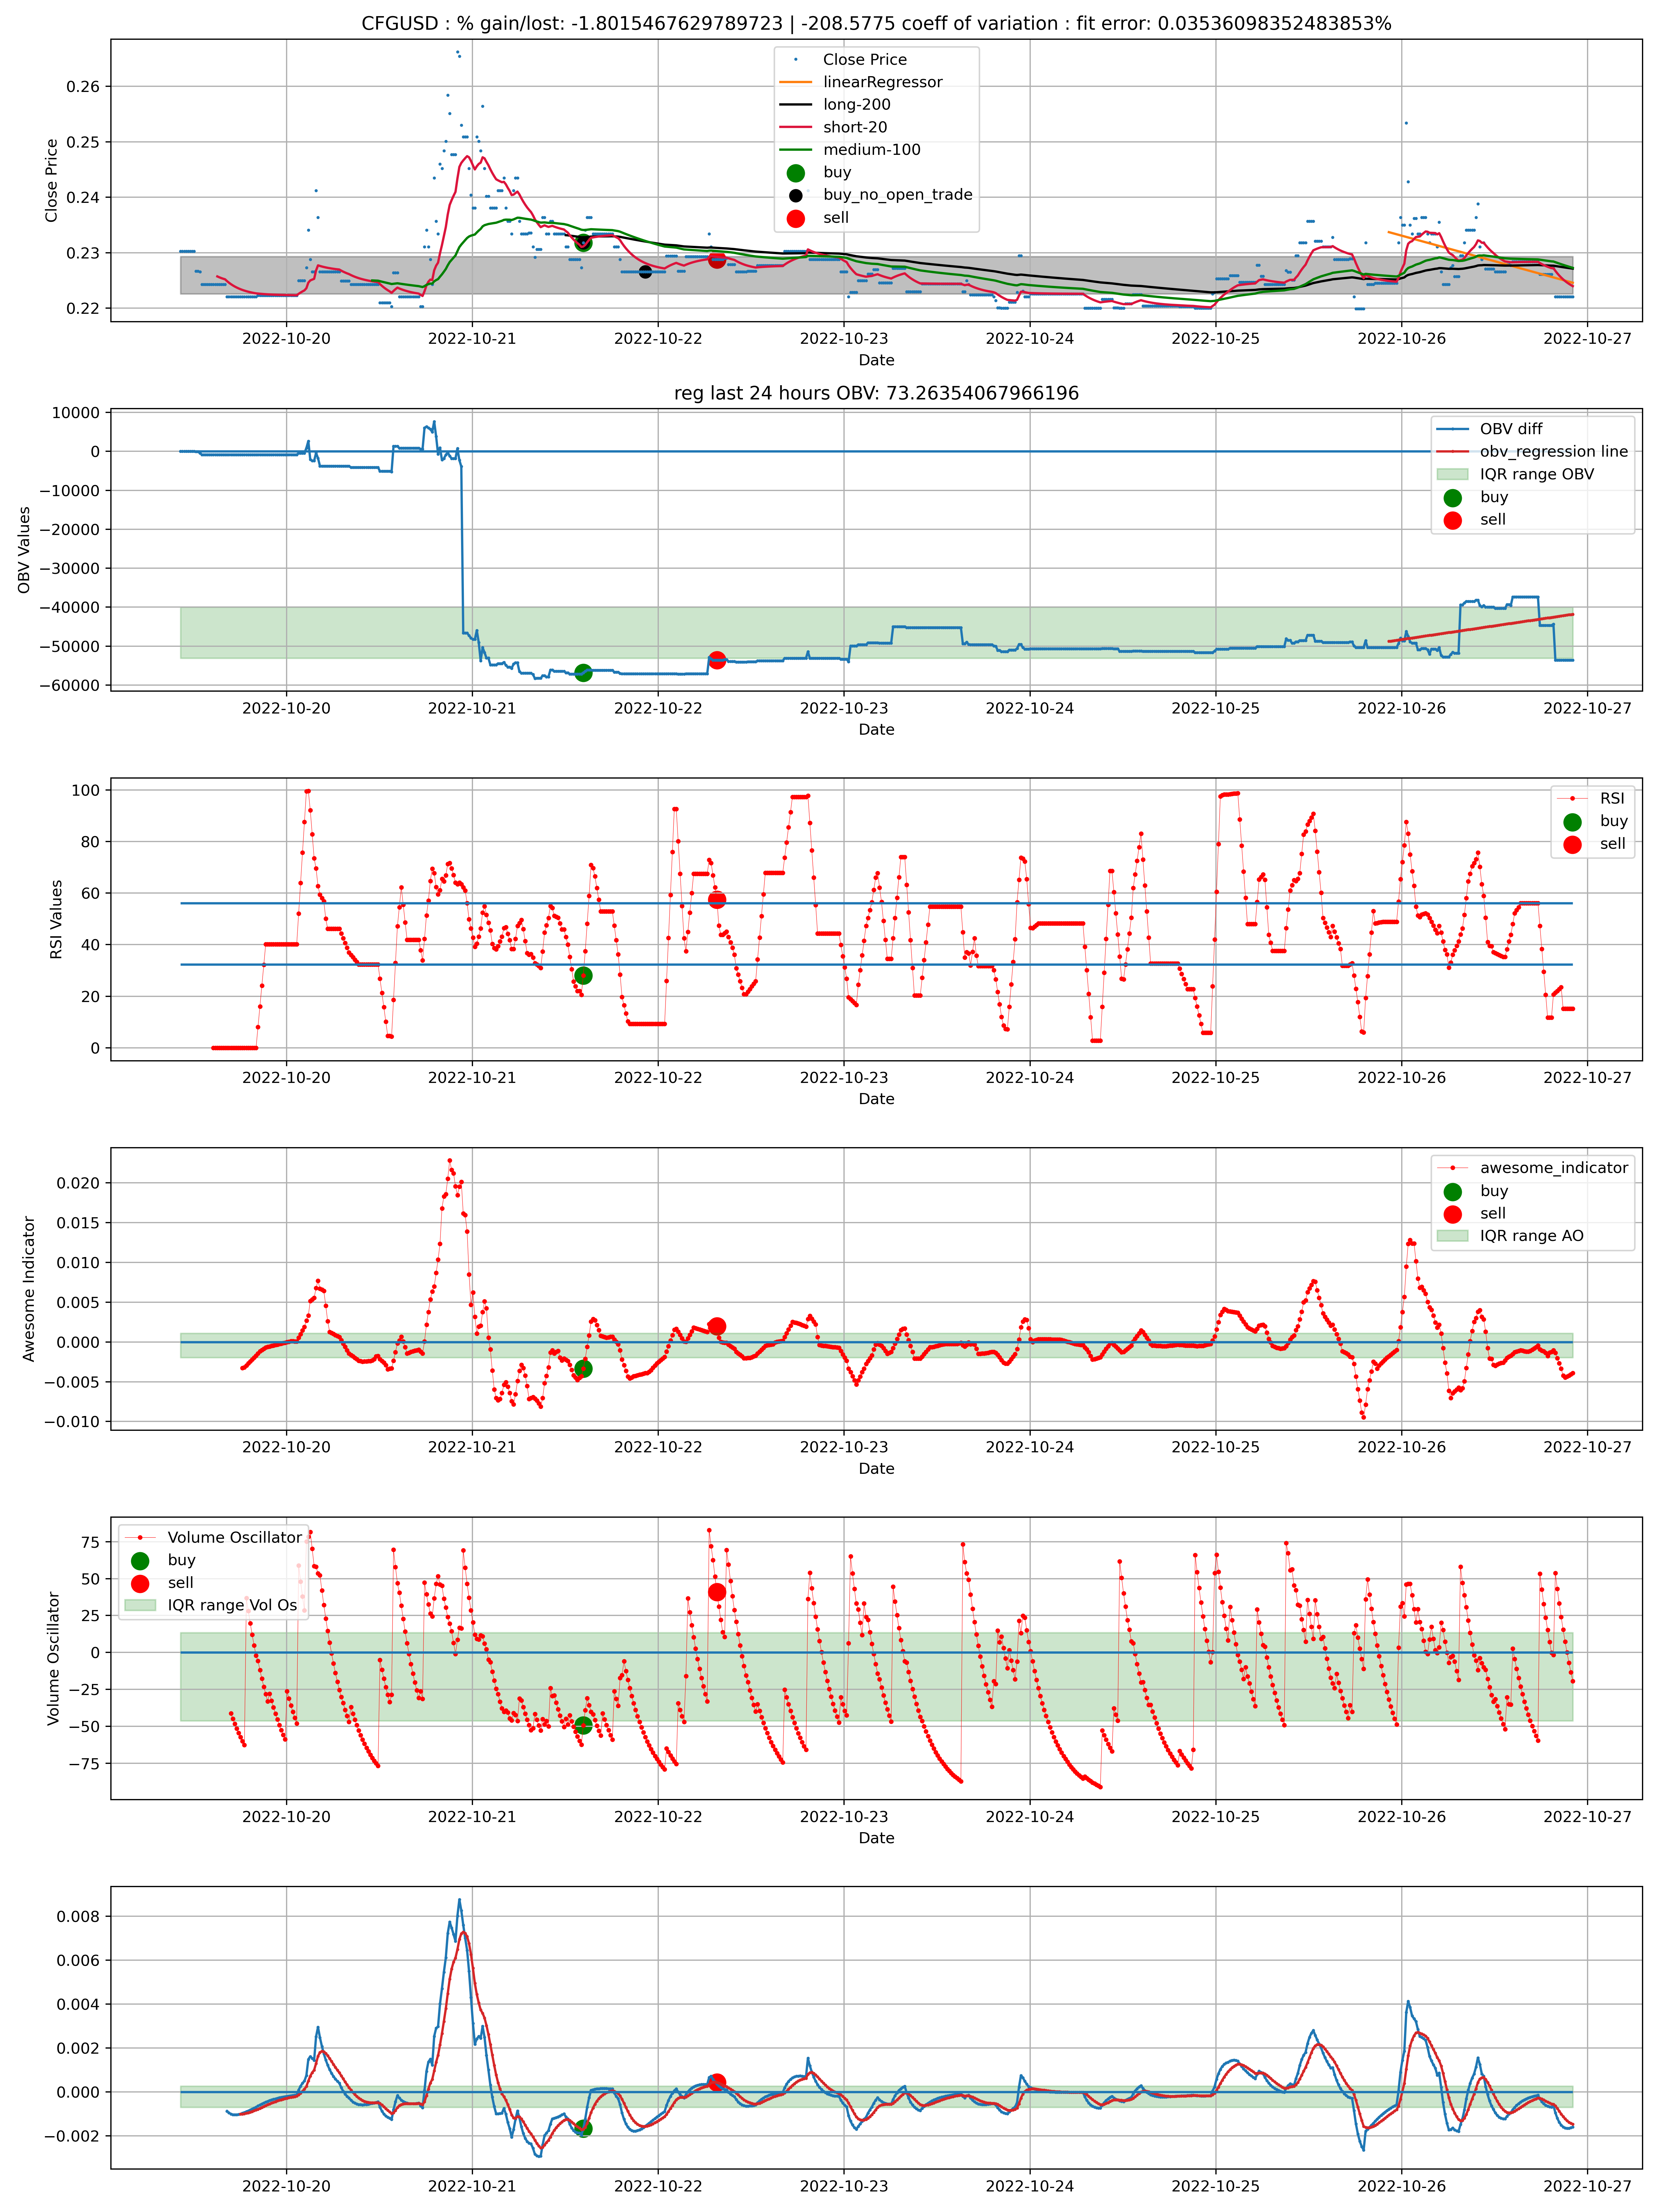 CFGUSD : % gain/lost: -1.8015467629789723 | -208.5775 coeff of variation : fit error: 0.03536098352483853%
Close Price
linearRegressor
long-200
short-20
medium-100
buy
buy_no_open_trade
sell
0.26
0.25
0.24
0.23
0.22
Close Price
2022-10-20 2022-10-21 2022-10-22 2022-10-23 2022-10-24 2022-10-25 2022-10-26 2022-10-27
Date
reg last 24 hours OBV: 73.26354067966196
OBV diff
obv_regression line
IQR range OBV
buy
sell
10000
0
−10000
−20000
−30000
−40000
−50000
−60000
OBV Values
2022-10-20 2022-10-21 2022-10-22 2022-10-23 2022-10-24 2022-10-25 2022-10-26 2022-10-27
Date
RSI
buy
sell
100
80
60
40
20
0
RSI Values
2022-10-20 2022-10-21 2022-10-22 2022-10-23 2022-10-24 2022-10-25 2022-10-26 2022-10-27
Date
awesome_indicator
buy
sell
IQR range AO
0.020
0.015
0.010
0.005
0.000
−0.005
−0.010
Awesome Indicator
2022-10-20 2022-10-21 2022-10-22 2022-10-23 2022-10-24 2022-10-25 2022-10-26 2022-10-27
Date
Volume Oscillator
buy
sell
IQR range Vol Os
75
50
25
0
−25
−50
−75
Volume Oscillator
2022-10-20 2022-10-21 2022-10-22 2022-10-23 2022-10-24 2022-10-25 2022-10-26 2022-10-27
Date
0.008
0.006
0.004
0.002
0.000
−0.002
2022-10-20 2022-10-21 2022-10-22 2022-10-23 2022-10-24 2022-10-25 2022-10-26 2022-10-27